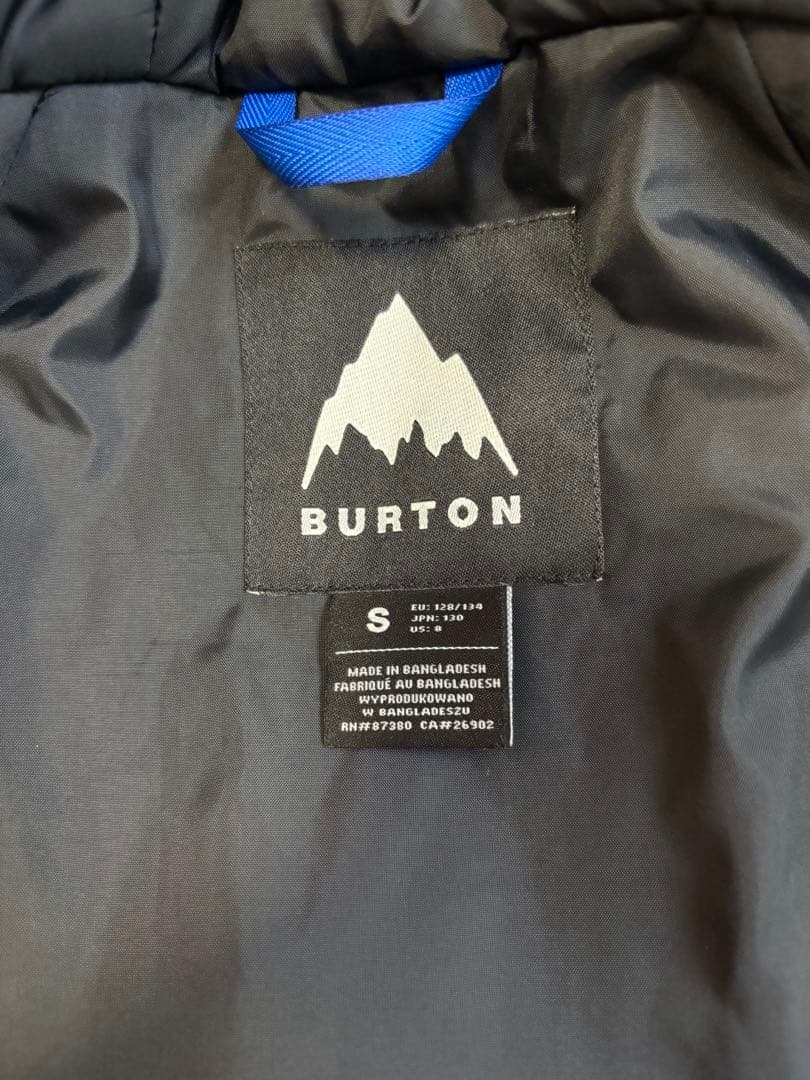 BURTON
S
EU: 128/134
JPN: 130
US: 8
MADE IN BANGLADESH
FABRIQUÉ AU BANGLADESH
WYPRODUKOWANO
W BANGLADESZU
RN#87380 CA#26902